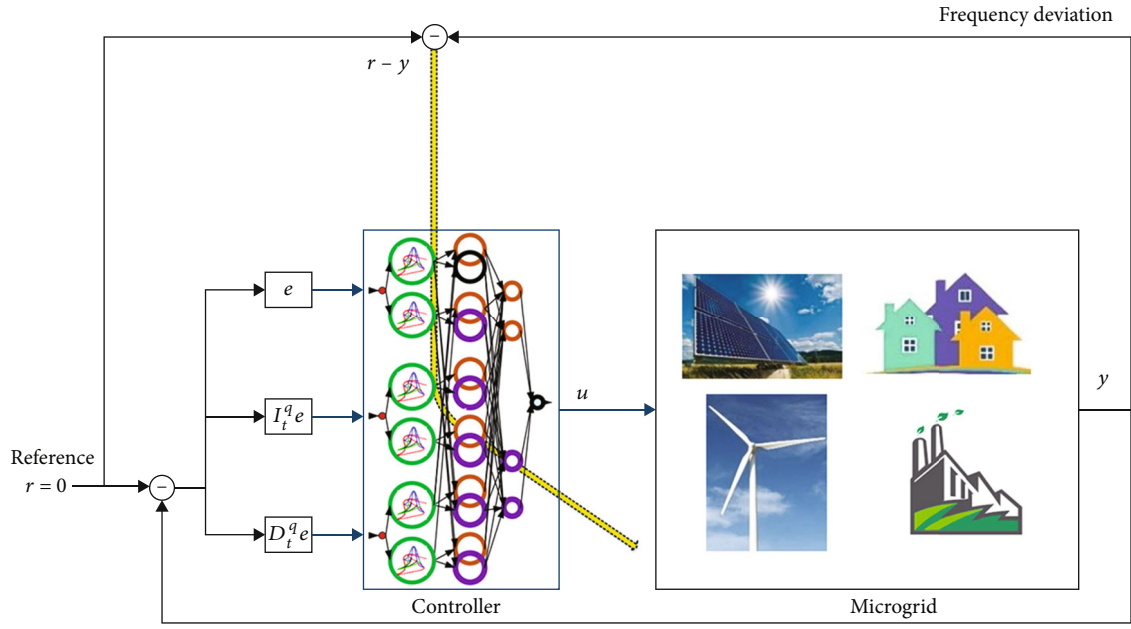 Frequency deviation
−
r – y
e
u
y
I_t^q e
Reference
r = 0
−
D_t^q e
Controller
Microgrid